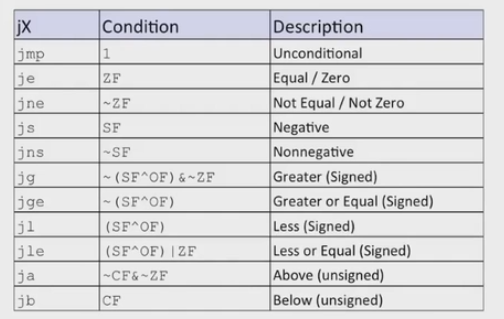 jX Condition Description
jmp 1 Unconditional
je ZF Equal / Zero
jne ~ZF Not Equal / Not Zero
js SF Negative
jns ~SF Nonnegative
jg ~(SF^OF)&~ZF Greater (Signed)
jge ~(SF^OF) Greater or Equal (Signed)
jl (SF^OF) Less (Signed)
jle (SF^OF)|ZF Less or Equal (Signed)
ja ~CF&~ZF Above (unsigned)
jb CF Below (unsigned)